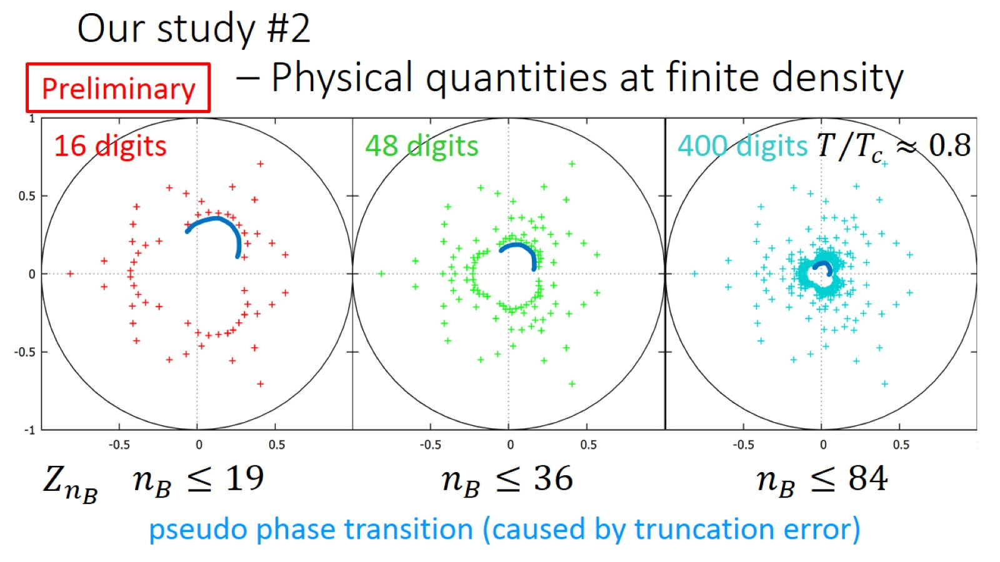 Our study #2
– Physical quantities at finite density
Preliminary
16 digits
48 digits
400 digits T/T_c ≈ 0.8
1
0.5
0
-0.5
-1
-0.5 0 0.5
-0.5 0 0.5
-0.5 0 0.5
Z_{n_B} n_B ≤ 19
n_B ≤ 36
n_B ≤ 84
pseudo phase transition (caused by truncation error)